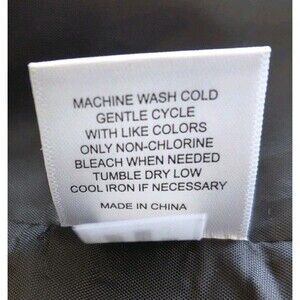 MACHINE WASH COLD
GENTLE CYCLE
WITH LIKE COLORS
ONLY NON-CHLORINE
BLEACH WHEN NEEDED
TUMBLE DRY LOW
COOL IRON IF NECESSARY
MADE IN CHINA